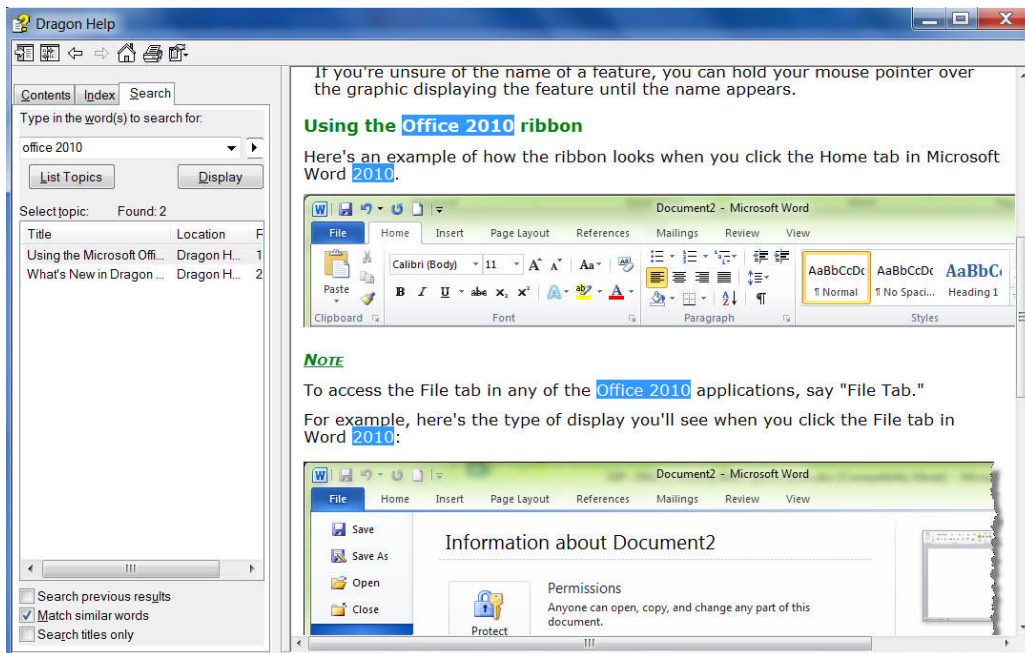 Dragon Help
Contents Index Search
Type in the word(s) to search for:
office 2010
List Topics Display
Select topic: Found: 2
Title Location F
Using the Microsoft Offi... Dragon H... 1
What's New in Dragon ... Dragon H... 2
Search previous results
Match similar words
Search titles only
If you're unsure of the name of a feature, you can hold your mouse pointer over
the graphic displaying the feature until the name appears.
Using the Office 2010 ribbon
Here's an example of how the ribbon looks when you click the Home tab in Microsoft
Word 2010.
Document2 - Microsoft Word
File Home Insert Page Layout References Mailings Review View
Paste
Calibri (Body) 11
AaBbCcDc AaBbCcDc AaBbC
¶ Normal ¶ No Spaci... Heading 1
Clipboard Font Paragraph Styles
NOTE
To access the File tab in any of the Office 2010 applications, say "File Tab."
For example, here's the type of display you'll see when you click the File tab in
Word 2010:
Document2 - Microsoft Word
File Home Insert Page Layout References Mailings Review View
Save
Save As
Open
Close
Information about Document2
Protect
Permissions
Anyone can open, copy, and change any part of this
document.